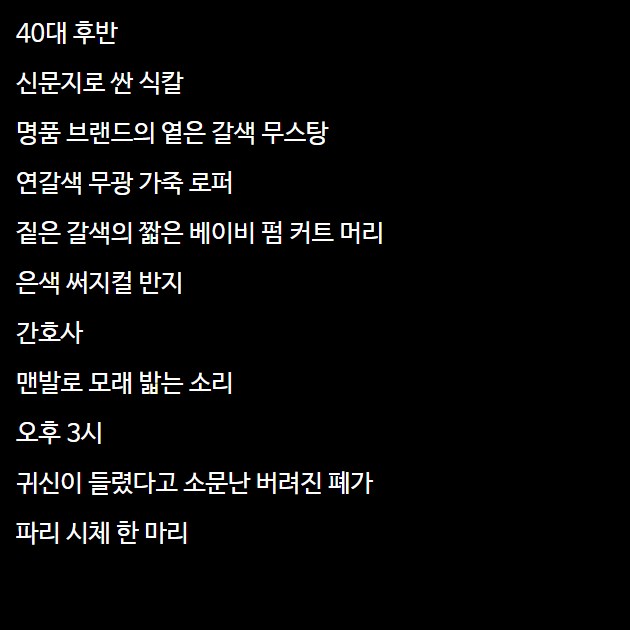 40대 후반
신문지로 싼 식칼
명품 브랜드의 옅은 갈색 무스탕
연갈색 무광 가죽 로퍼
짙은 갈색의 짧은 베이비 펌 커트 머리
은색 써지컬 반지
간호사
맨발로 모래 밟는 소리
오후 3시
귀신이 들렸다고 소문난 버려진 폐가
파리 시체 한 마리